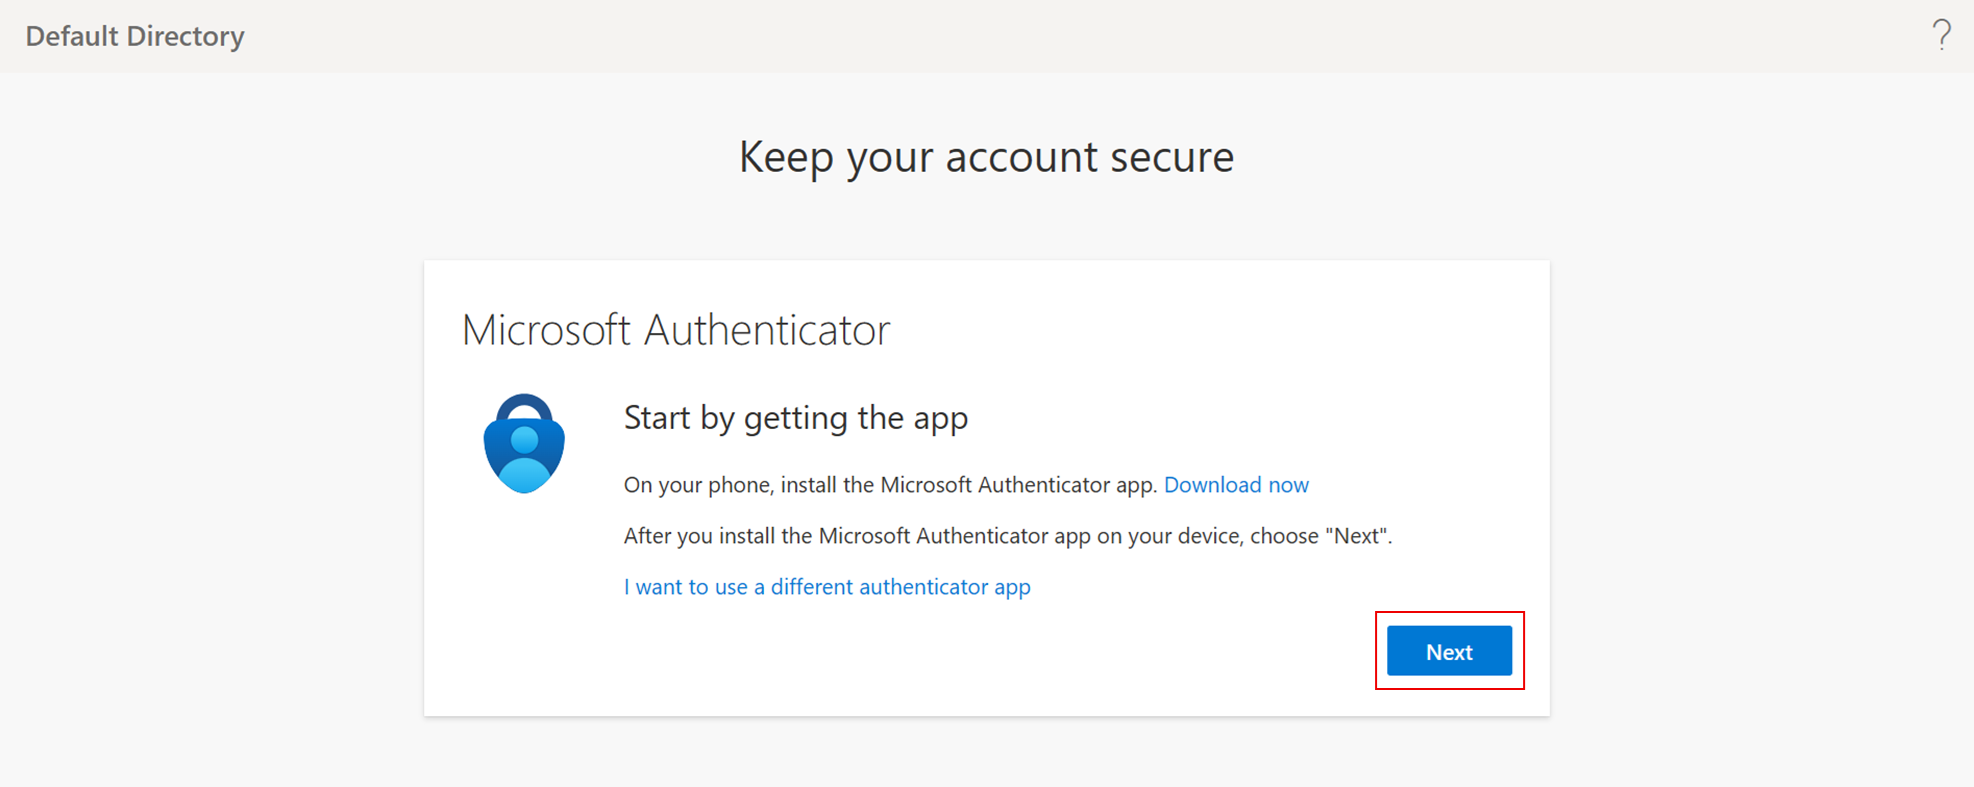 Default Directory
?
Keep your account secure
Microsoft Authenticator
Start by getting the app
On your phone, install the Microsoft Authenticator app. Download now
After you install the Microsoft Authenticator app on your device, choose "Next".
I want to use a different authenticator app
Next